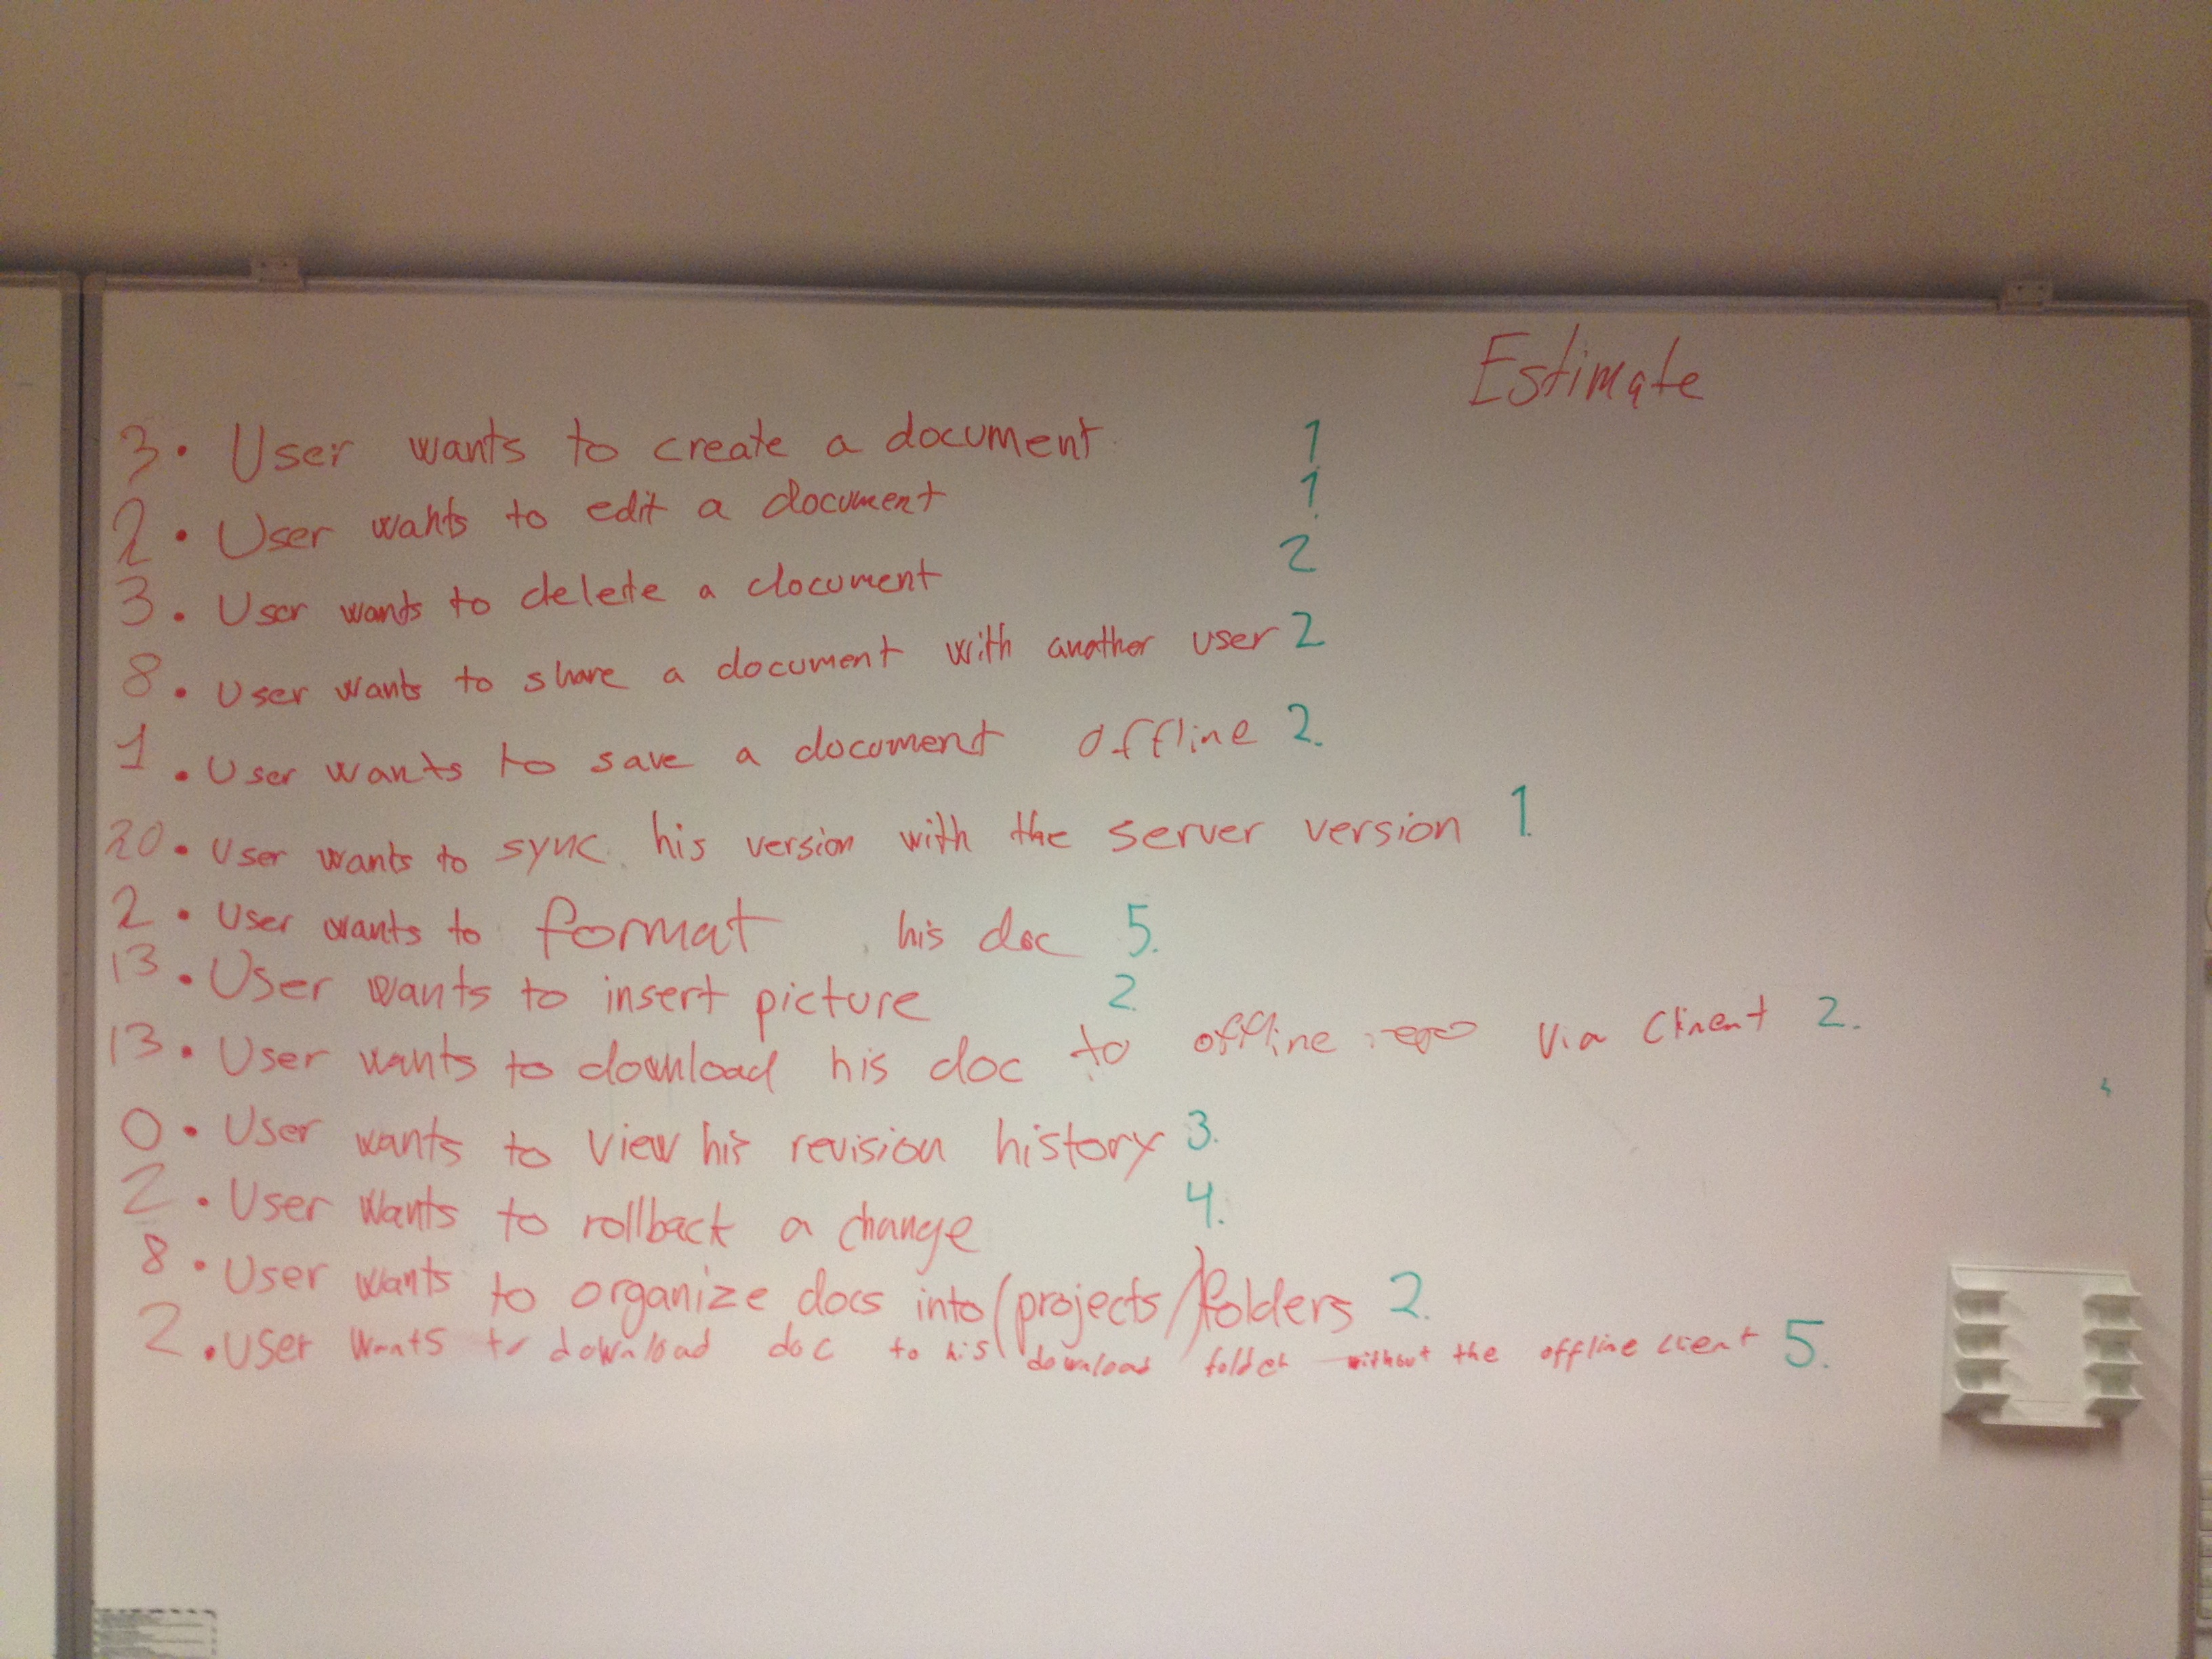 Estimate
3. User wants to create a document 1
2. User wants to edit a document 1
3. User wants to delete a document 2
8. User wants to share a document with another user 2
1. User wants to save a document offline 2.
20. User wants to sync his version with the server version 1.
2. User wants to format his doc 5.
13. User wants to insert picture 2
13. User wants to download his doc to offline repo via Client 2.
0. User wants to view his revision history 3.
2. User wants to rollback a change 4.
8. User wants to organize docs into (projects/) folders 2.
2. User wants to download doc to his download folder without the offline client 5.